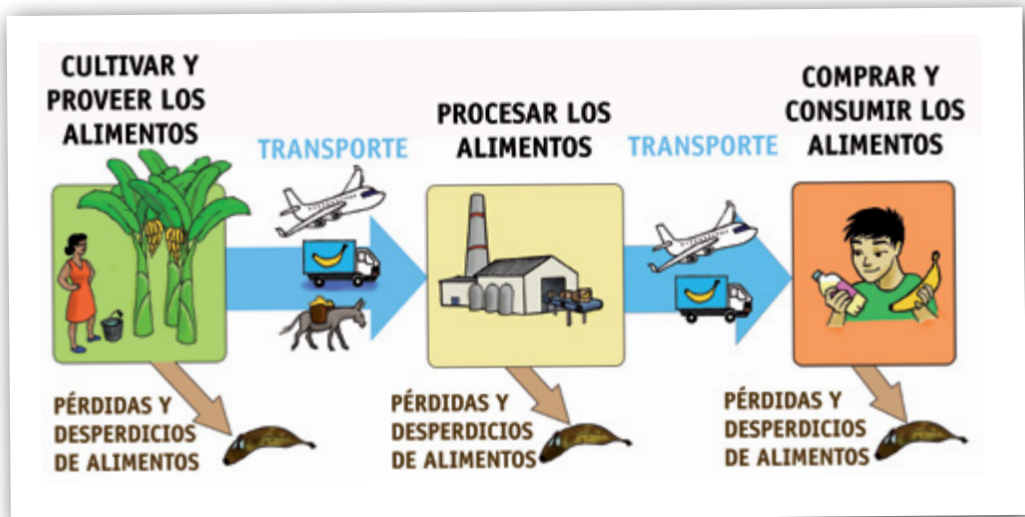 CULTIVAR Y
PROVEER LOS
ALIMENTOS
TRANSPORTE
PROCESAR LOS
ALIMENTOS
TRANSPORTE
COMPRAR Y
CONSUMIR LOS
ALIMENTOS
PÉRDIDAS Y
DESPERDICIOS
DE ALIMENTOS
PÉRDIDAS Y
DESPERDICIOS
DE ALIMENTOS
PÉRDIDAS Y
DESPERDICIOS
DE ALIMENTOS